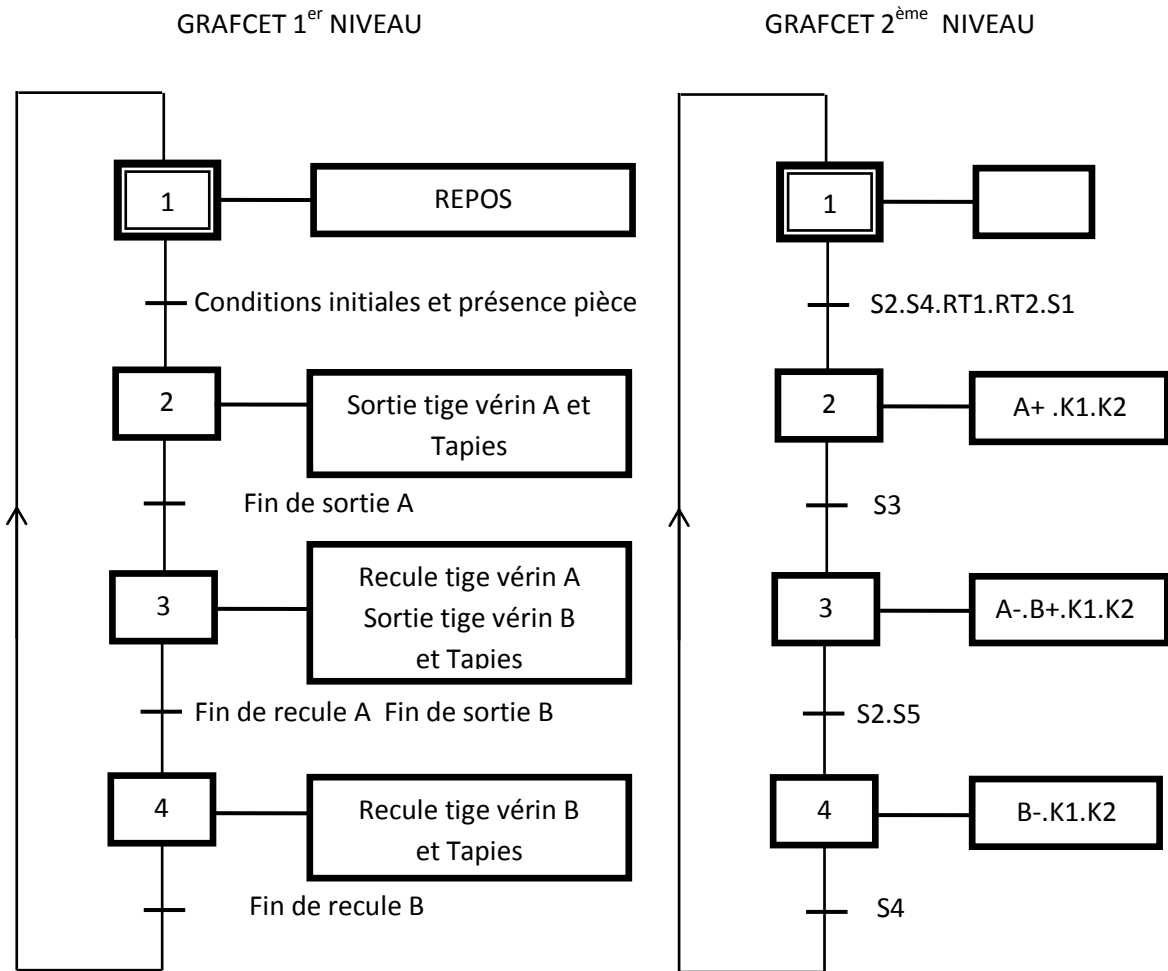 GRAFCET 1er NIVEAU
1
REPOS
Conditions initiales et présence pièce
2
Sortie tige vérin A et
Tapies
Fin de sortie A
3
Recule tige vérin A
Sortie tige vérin B
et Tapies
Fin de recule A Fin de sortie B
4
Recule tige vérin B
et Tapies
Fin de recule B
GRAFCET 2ème NIVEAU
1
S2.S4.RT1.RT2.S1
2
A+ .K1.K2
S3
3
A-.B+.K1.K2
S2.S5
4
B-.K1.K2
S4